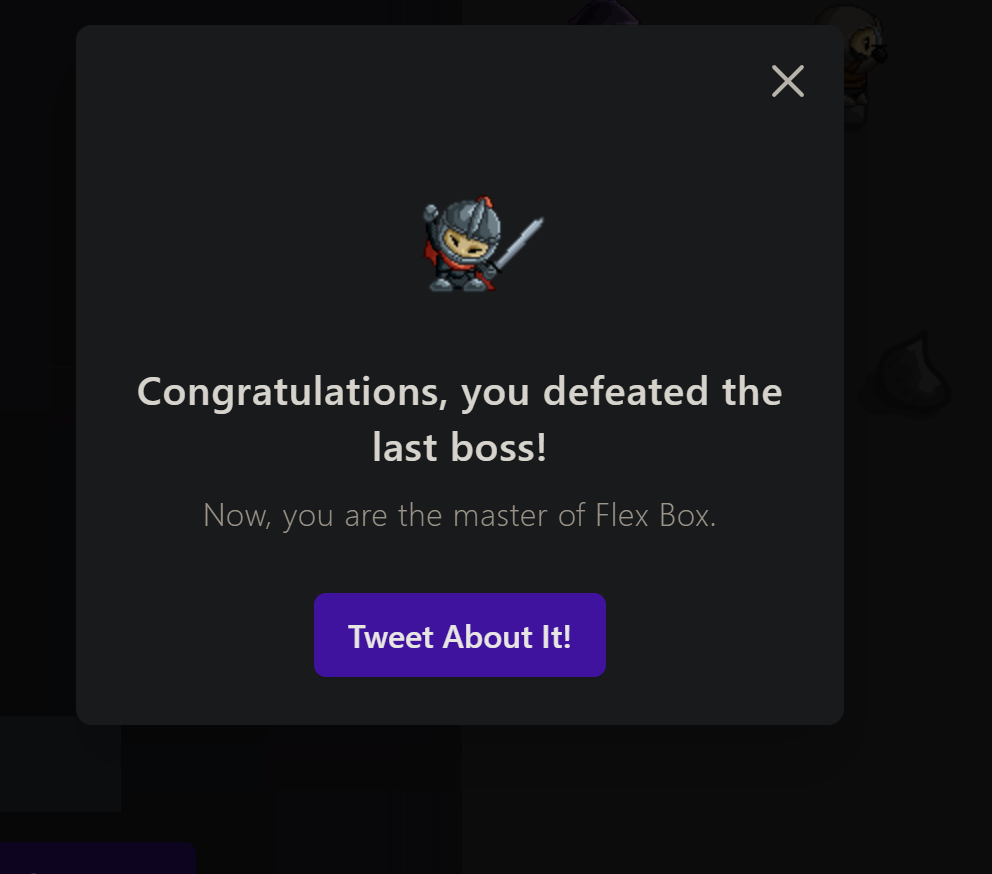 Congratulations, you defeated the
last boss!
Now, you are the master of Flex Box.
Tweet About It!